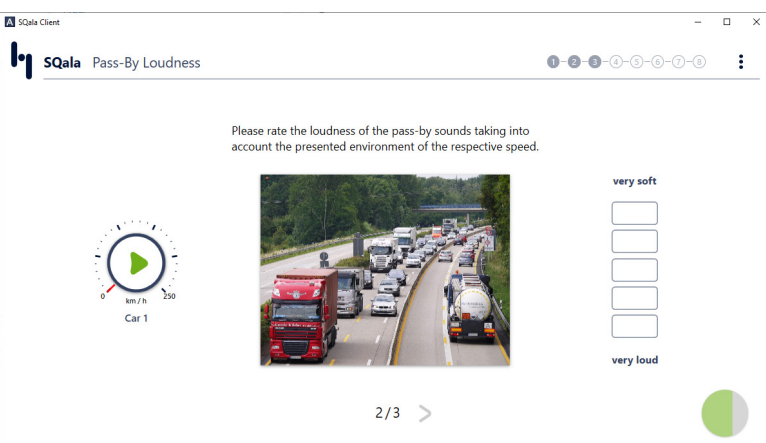 SQala Client
SQala Pass-By Loudness
1 2 3 4 5 6 7 8
Please rate the loudness of the pass-by sounds taking into
account the presented environment of the respective speed.
very soft
0 km / h 250
Car 1
very loud
2/3